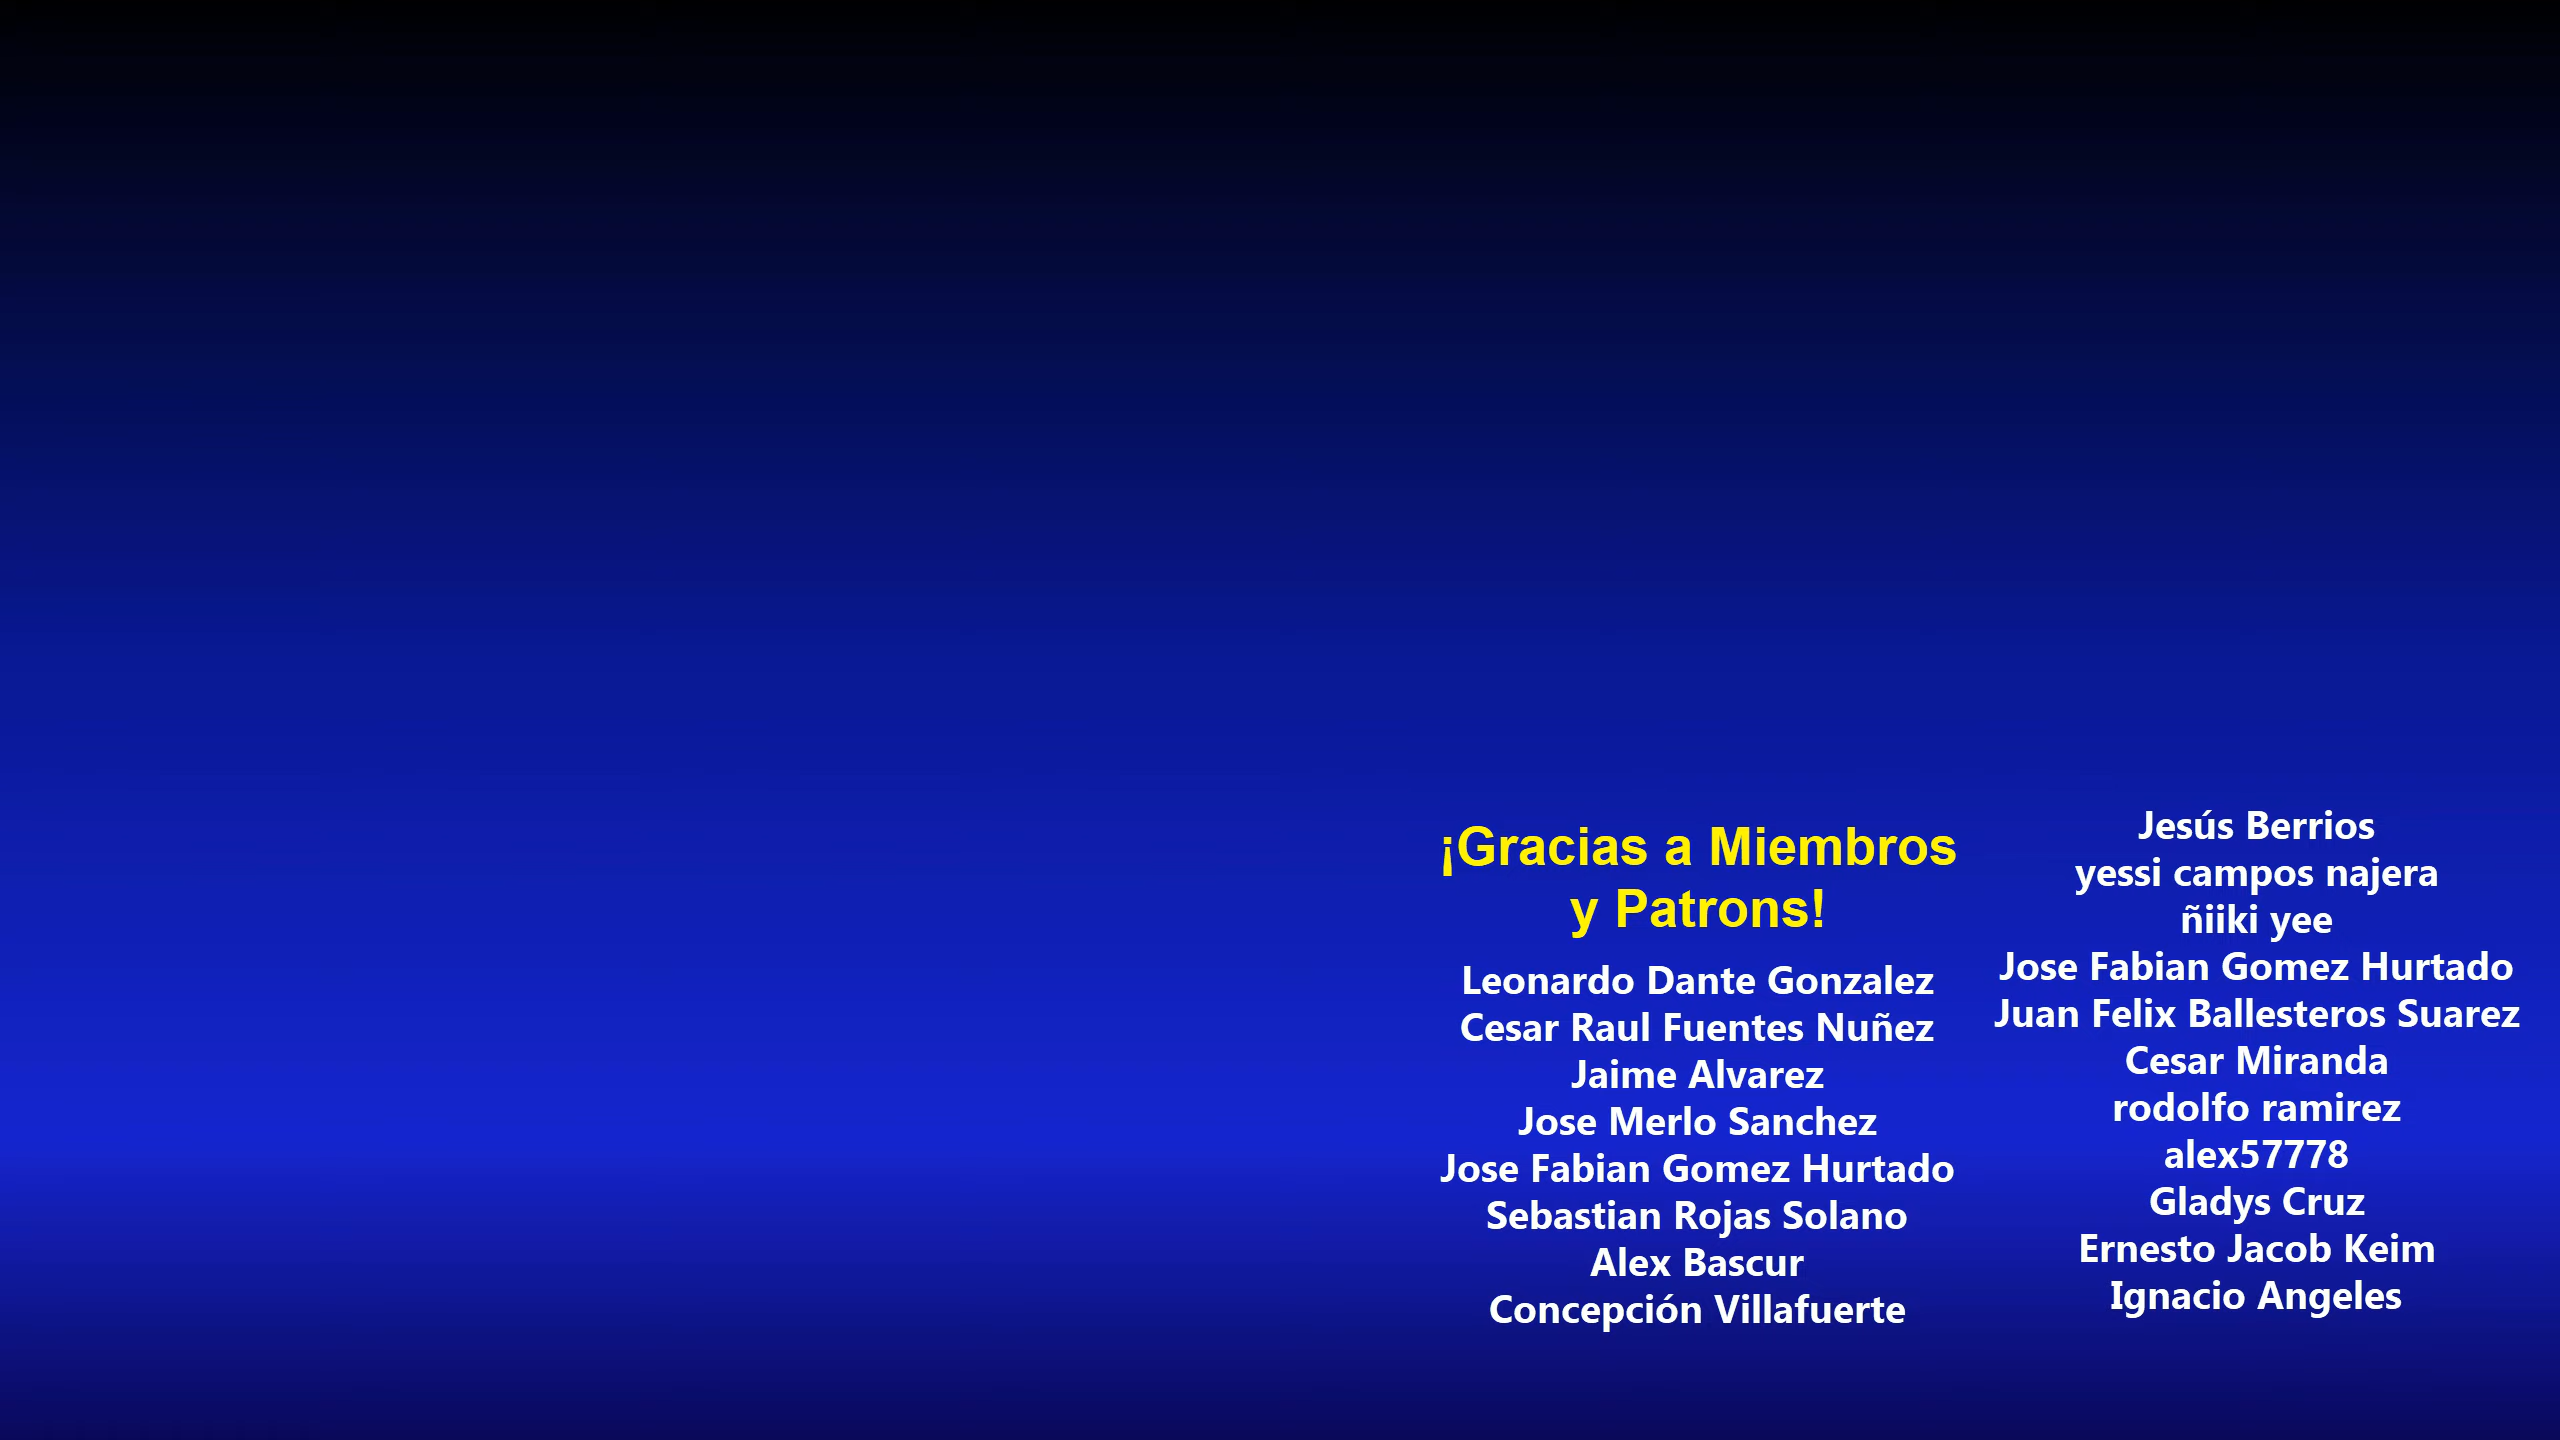 ¡Gracias a Miembros
y Patrons!
Leonardo Dante Gonzalez
Cesar Raul Fuentes Nuñez
Jaime Alvarez
Jose Merlo Sanchez
Jose Fabian Gomez Hurtado
Sebastian Rojas Solano
Alex Bascur
Concepción Villafuerte
Jesús Berrios
yessi campos najera
ñiiki yee
Jose Fabian Gomez Hurtado
Juan Felix Ballesteros Suarez
Cesar Miranda
rodolfo ramirez
alex57778
Gladys Cruz
Ernesto Jacob Keim
Ignacio Angeles